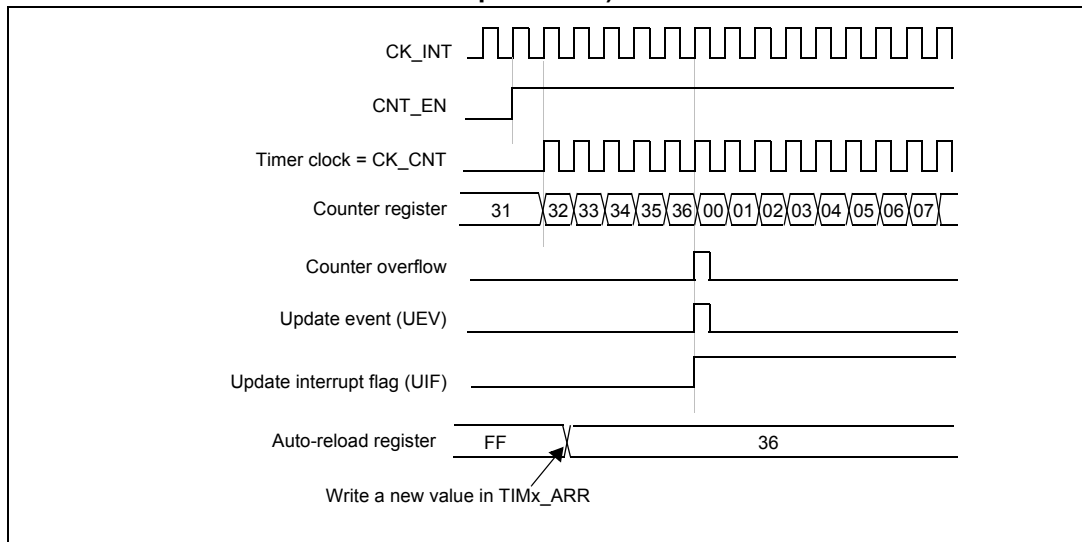 CK_INT
CNT_EN
Timer clock = CK_CNT
Counter register 31 32 33 34 35 36 00 01 02 03 04 05 06 07
Counter overflow
Update event (UEV)
Update interrupt flag (UIF)
Auto-reload register FF 36
Write a new value in TIMx_ARR